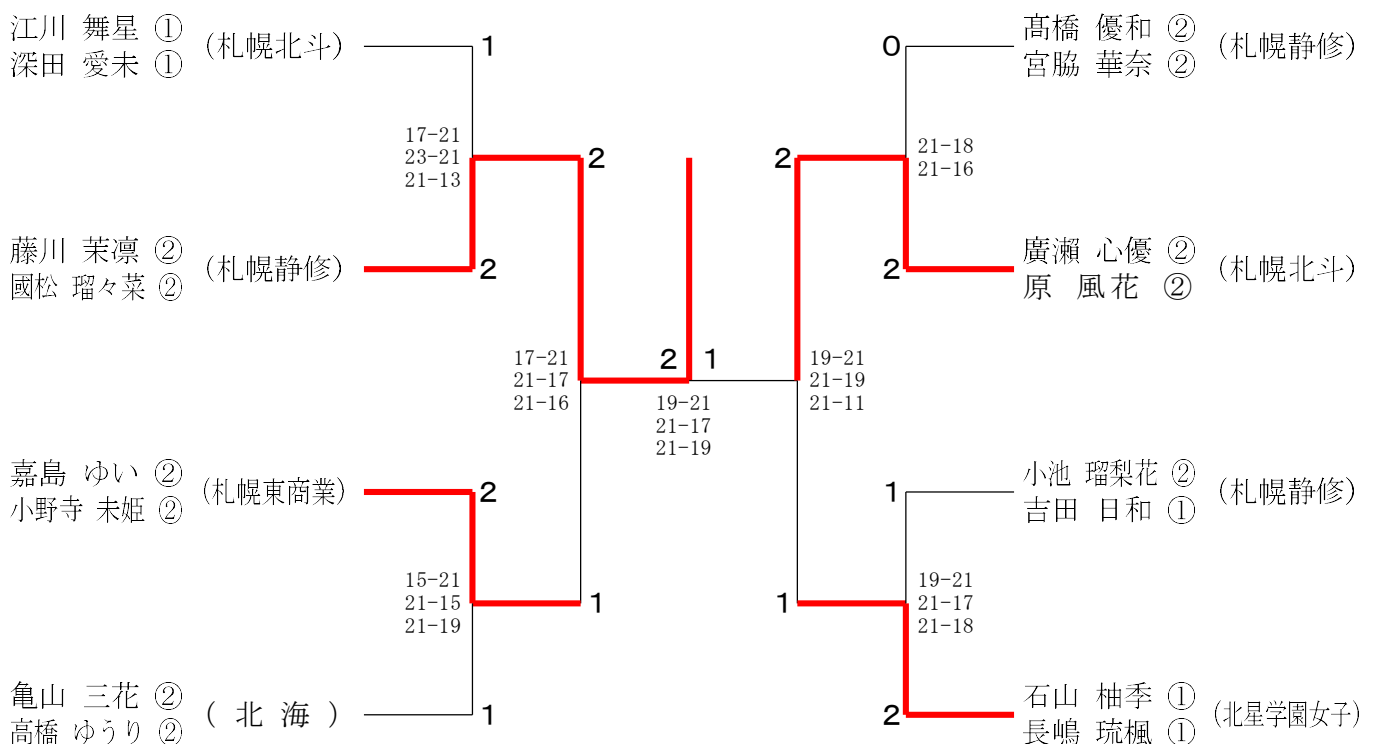 江川 舞星 ①
深田 愛未 ①
(札幌北斗)
1
17-21
23-21
21-13
2
藤川 茉凛 ②
國松 瑠々菜 ②
(札幌静修)
2
17-21
21-17
21-16
嘉島 ゆい ②
小野寺 未姫 ②
(札幌東商業)
2
15-21
21-15
21-19
1
亀山 三花 ②
高橋 ゆうり ②
(北海)
1
2 1
19-21
21-17
21-19
0
髙橋 優和 ②
宮脇 華奈 ②
(札幌静修)
2
21-18
21-16
2
廣瀨 心優 ②
原 風花 ②
(札幌北斗)
19-21
21-19
21-11
1
小池 瑠梨花 ②
吉田 日和 ①
(札幌静修)
1
19-21
21-17
21-18
2
石山 柚季 ①
長嶋 琉楓 ①
(北星学園女子)